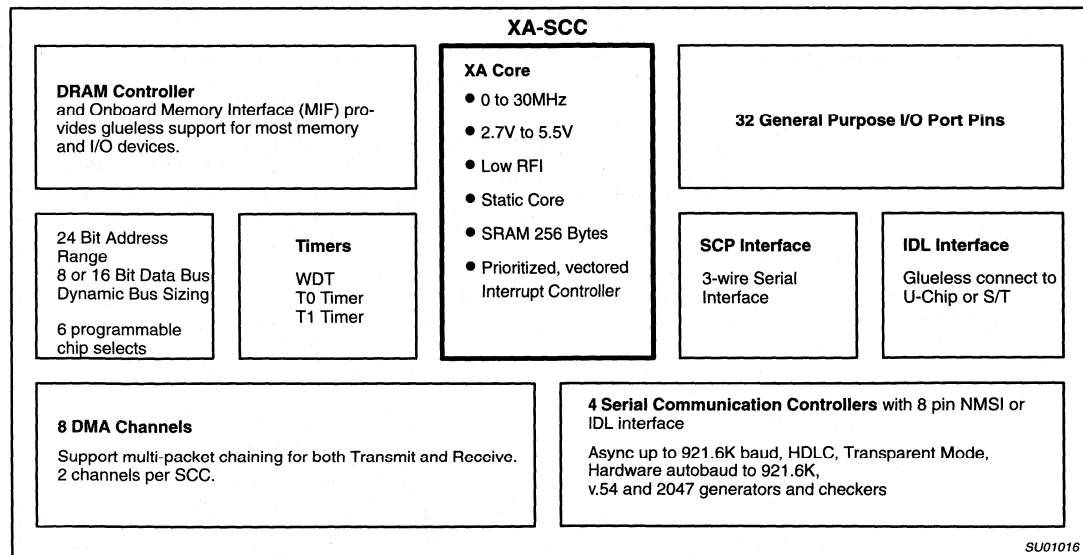 XA-SCC
DRAM Controller
and Onboard Memory Interface (MIF) pro-
vides glueless support for most memory
and I/O devices.
XA Core
● 0 to 30MHz
● 2.7V to 5.5V
● Low RFI
● Static Core
● SRAM 256 Bytes
● Prioritized, vectored
Interrupt Controller
32 General Purpose I/O Port Pins
24 Bit Address
Range
8 or 16 Bit Data Bus
Dynamic Bus Sizing
6 programmable
chip selects
Timers
WDT
T0 Timer
T1 Timer
SCP Interface
3-wire Serial
Interface
IDL Interface
Glueless connect to
U-Chip or S/T
8 DMA Channels
Support multi-packet chaining for both Transmit and Receive.
2 channels per SCC.
4 Serial Communication Controllers with 8 pin NMSI or
IDL interface
Async up to 921.6K baud, HDLC, Transparent Mode,
Hardware autobaud to 921.6K,
v.54 and 2047 generators and checkers
SU01016